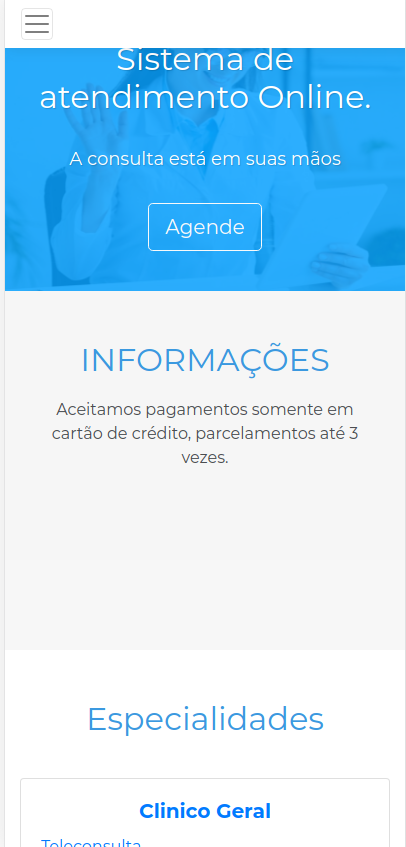 Sistema de
atendimento Online.
A consulta está em suas mãos
Agende
INFORMAÇÕES
Aceitamos pagamentos somente em
cartão de crédito, parcelamentos até 3
vezes.
Especialidades
Clinico Geral
Teleconsulta